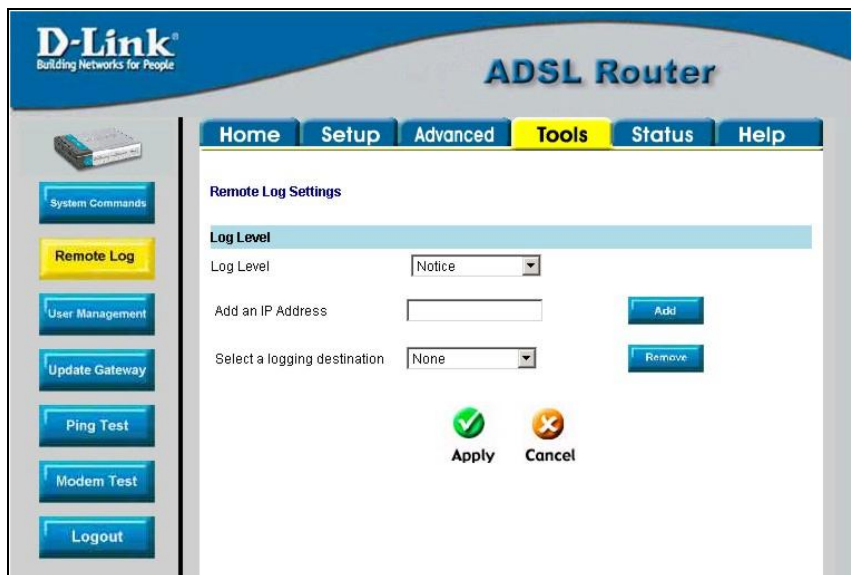 D-Link®
Building Networks for People
ADSL Router
Home Setup Advanced Tools Status Help
System Commands
Remote Log
User Management
Update Gateway
Ping Test
Modem Test
Logout
Remote Log Settings
Log Level
Log Level Notice
Add an IP Address Add
Select a logging destination None Remove
Apply Cancel